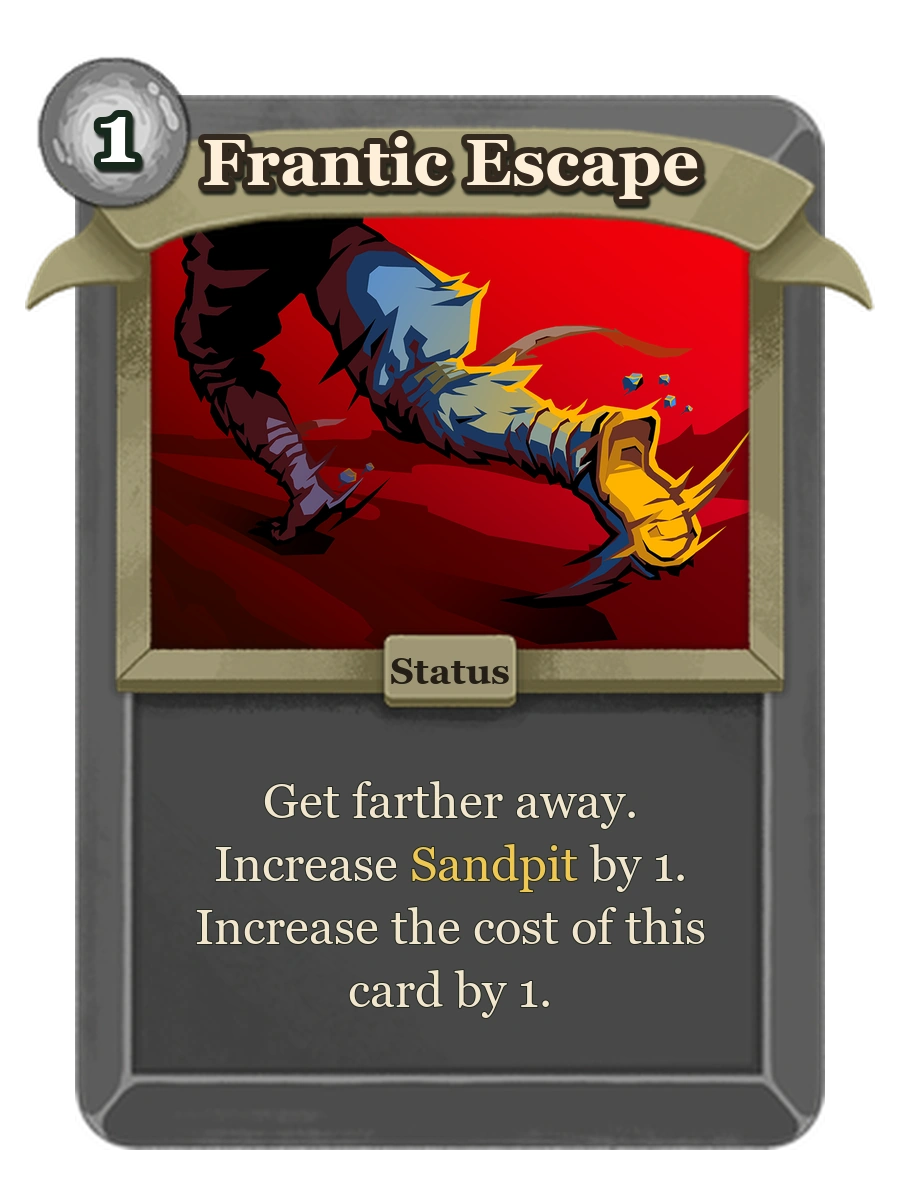 1
Frantic Escape
Status
Get farther away.
Increase Sandpit by 1.
Increase the cost of this
card by 1.